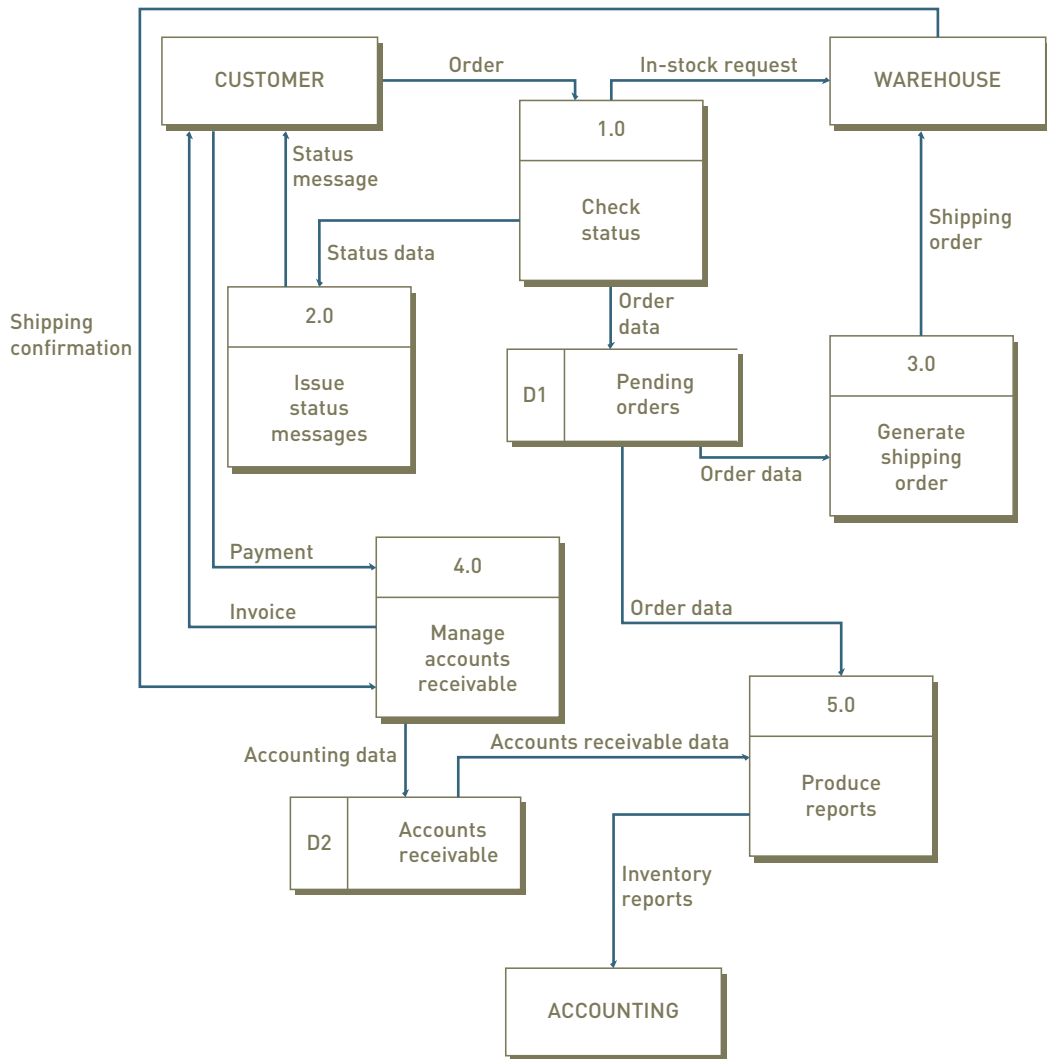 CUSTOMER
Order
In-stock request
WAREHOUSE
1.0
Check
status
Status
message
Status data
Shipping
order
2.0
Issue
status
messages
Order
data
Shipping
confirmation
D1
Pending
orders
3.0
Generate
shipping
order
Order data
Payment
4.0
Invoice
Manage
accounts
receivable
Order data
5.0
Produce
reports
Accounting data
Accounts receivable data
D2
Accounts
receivable
Inventory
reports
ACCOUNTING